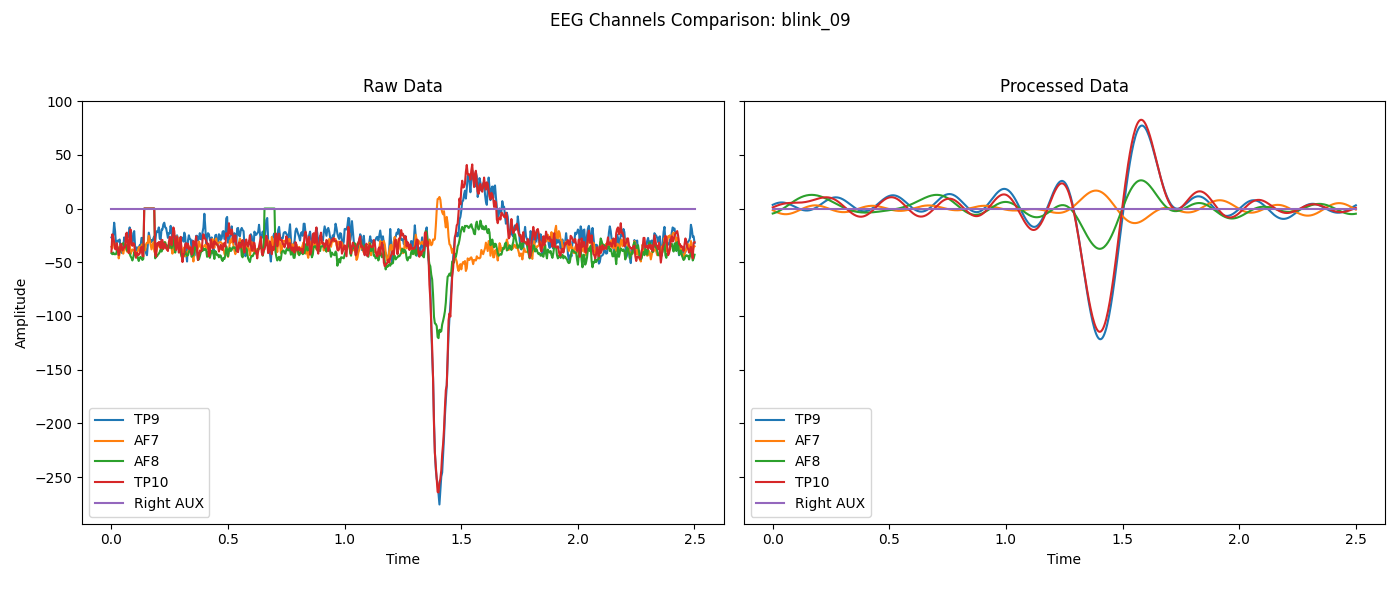 EEG Channels Comparison: blink_09
Raw Data
Processed Data
Amplitude
100
50
0
−50
−100
−150
−200
−250
0.0 0.5 1.0 1.5 2.0 2.5
Time
TP9
AF7
AF8
TP10
Right AUX
0.0 0.5 1.0 1.5 2.0 2.5
Time
TP9
AF7
AF8
TP10
Right AUX